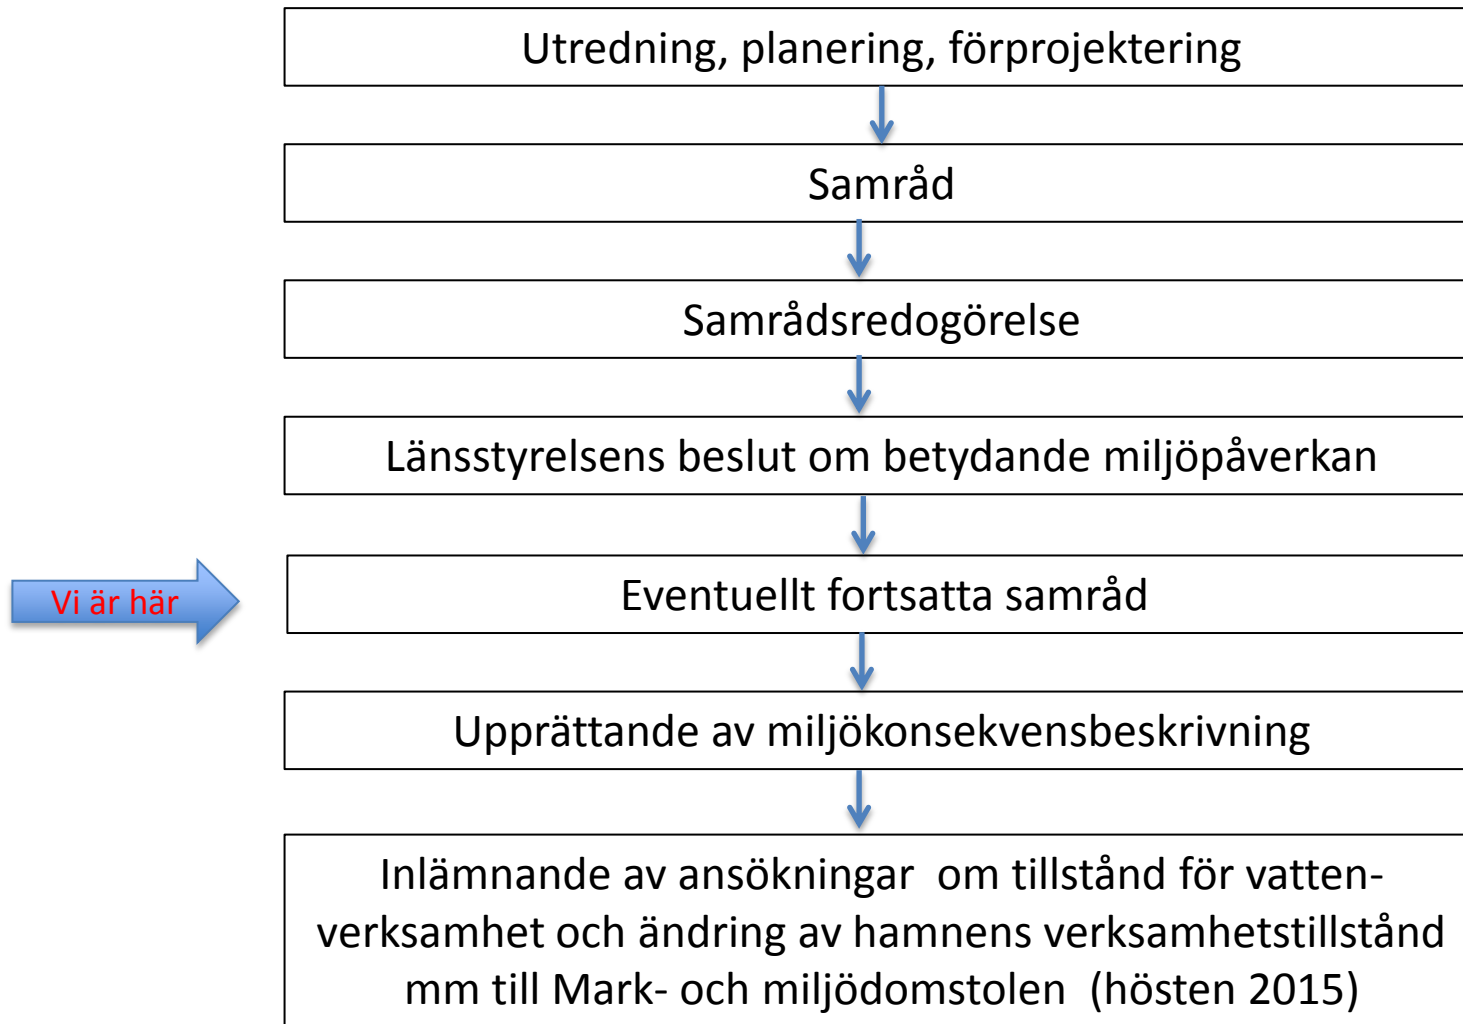 Utredning, planering, förprojektering
Samråd
Samrådsredogörelse
Länsstyrelsens beslut om betydande miljöpåverkan
Vi är här
Eventuellt fortsatta samråd
Upprättande av miljökonsekvensbeskrivning
Inlämnande av ansökningar om tillstånd för vatten-
verksamhet och ändring av hamnens verksamhetstillstånd
mm till Mark- och miljödomstolen (hösten 2015)